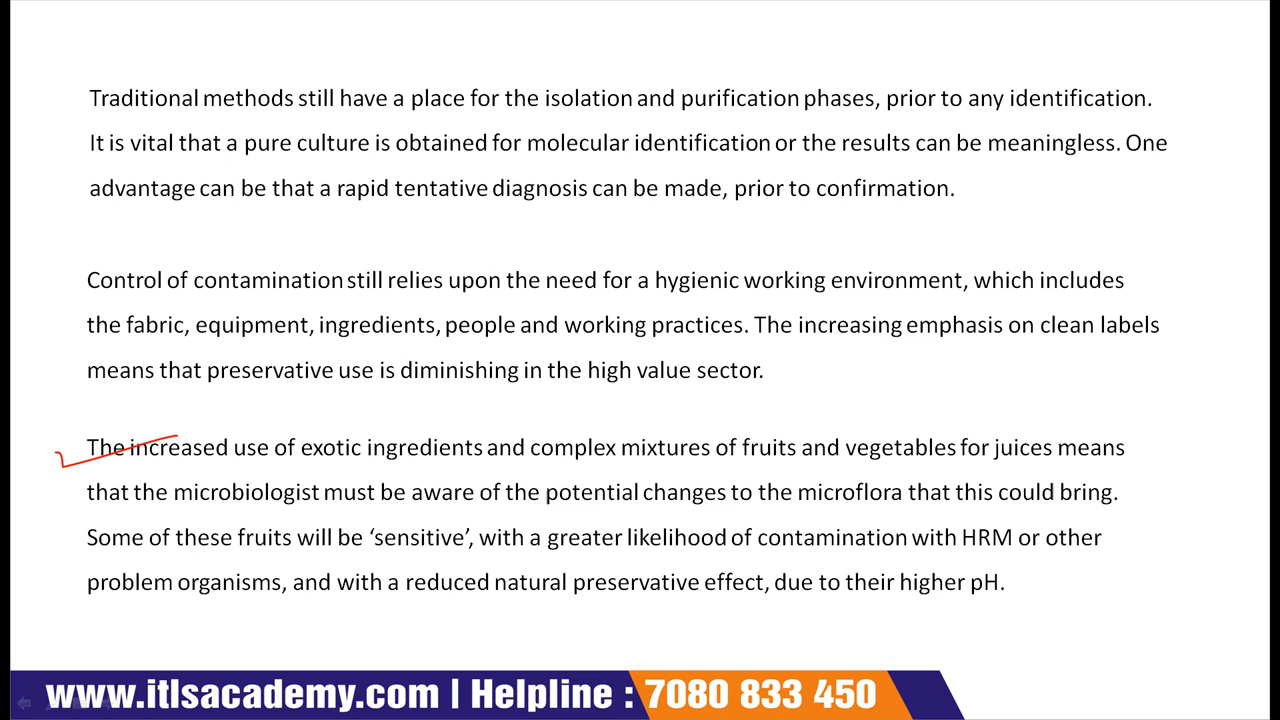 Traditional methods still have a place for the isolation and purification phases, prior to any identification.
It is vital that a pure culture is obtained for molecular identification or the results can be meaningless. One
advantage can be that a rapid tentative diagnosis can be made, prior to confirmation.
Control of contamination still relies upon the need for a hygienic working environment, which includes
the fabric, equipment, ingredients, people and working practices. The increasing emphasis on clean labels
means that preservative use is diminishing in the high value sector.
The increased use of exotic ingredients and complex mixtures of fruits and vegetables for juices means
that the microbiologist must be aware of the potential changes to the microflora that this could bring.
Some of these fruits will be ‘sensitive’, with a greater likelihood of contamination with HRM or other
problem organisms, and with a reduced natural preservative effect, due to their higher pH.
www.itlsacademy.com | Helpline : 7080 833 450